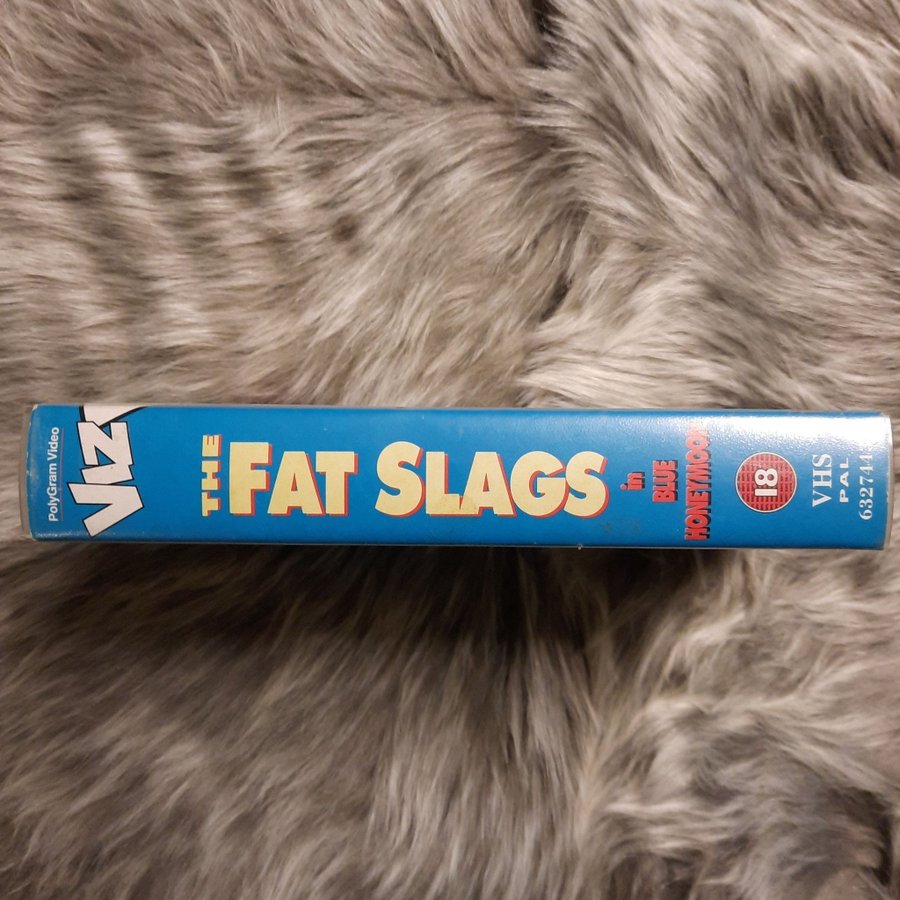 PolyGram Video
VIZ
THE
FAT SLAGS
in
BLUE
HONEYMOON
18
VHS
PAL
632744